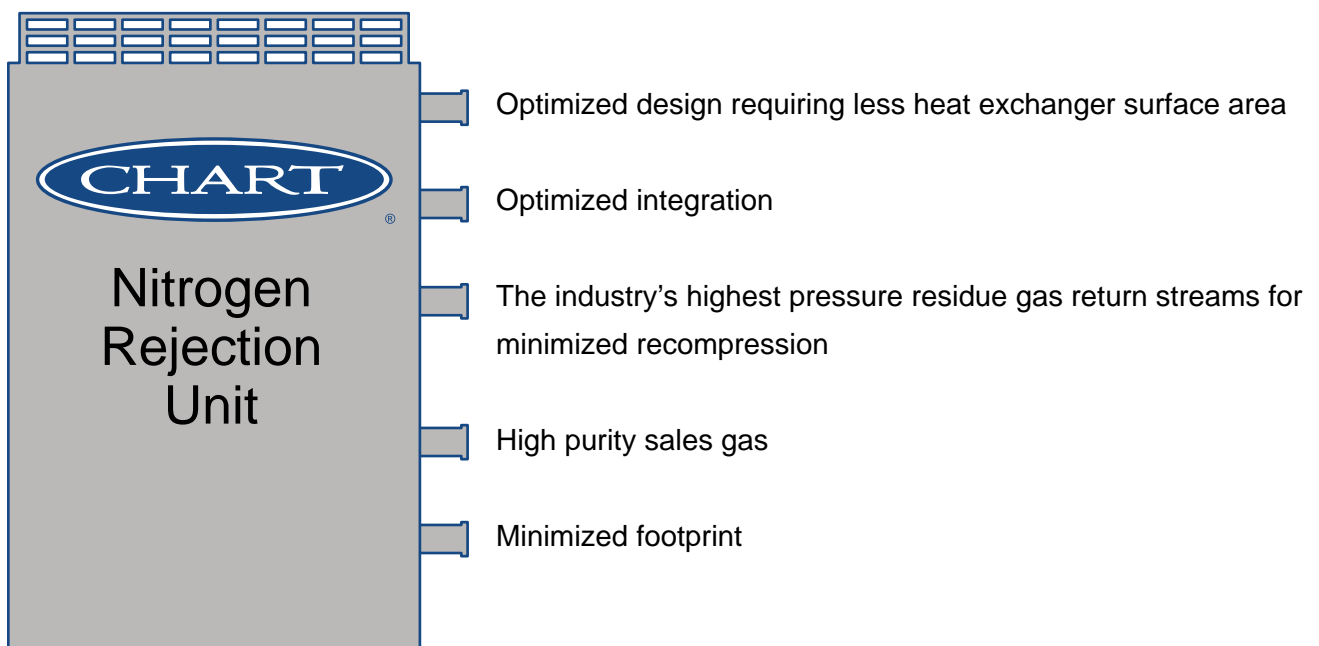 CHART
®
Nitrogen
Rejection
Unit
Optimized design requiring less heat exchanger surface area
Optimized integration
The industry’s highest pressure residue gas return streams for
minimized recompression
High purity sales gas
Minimized footprint